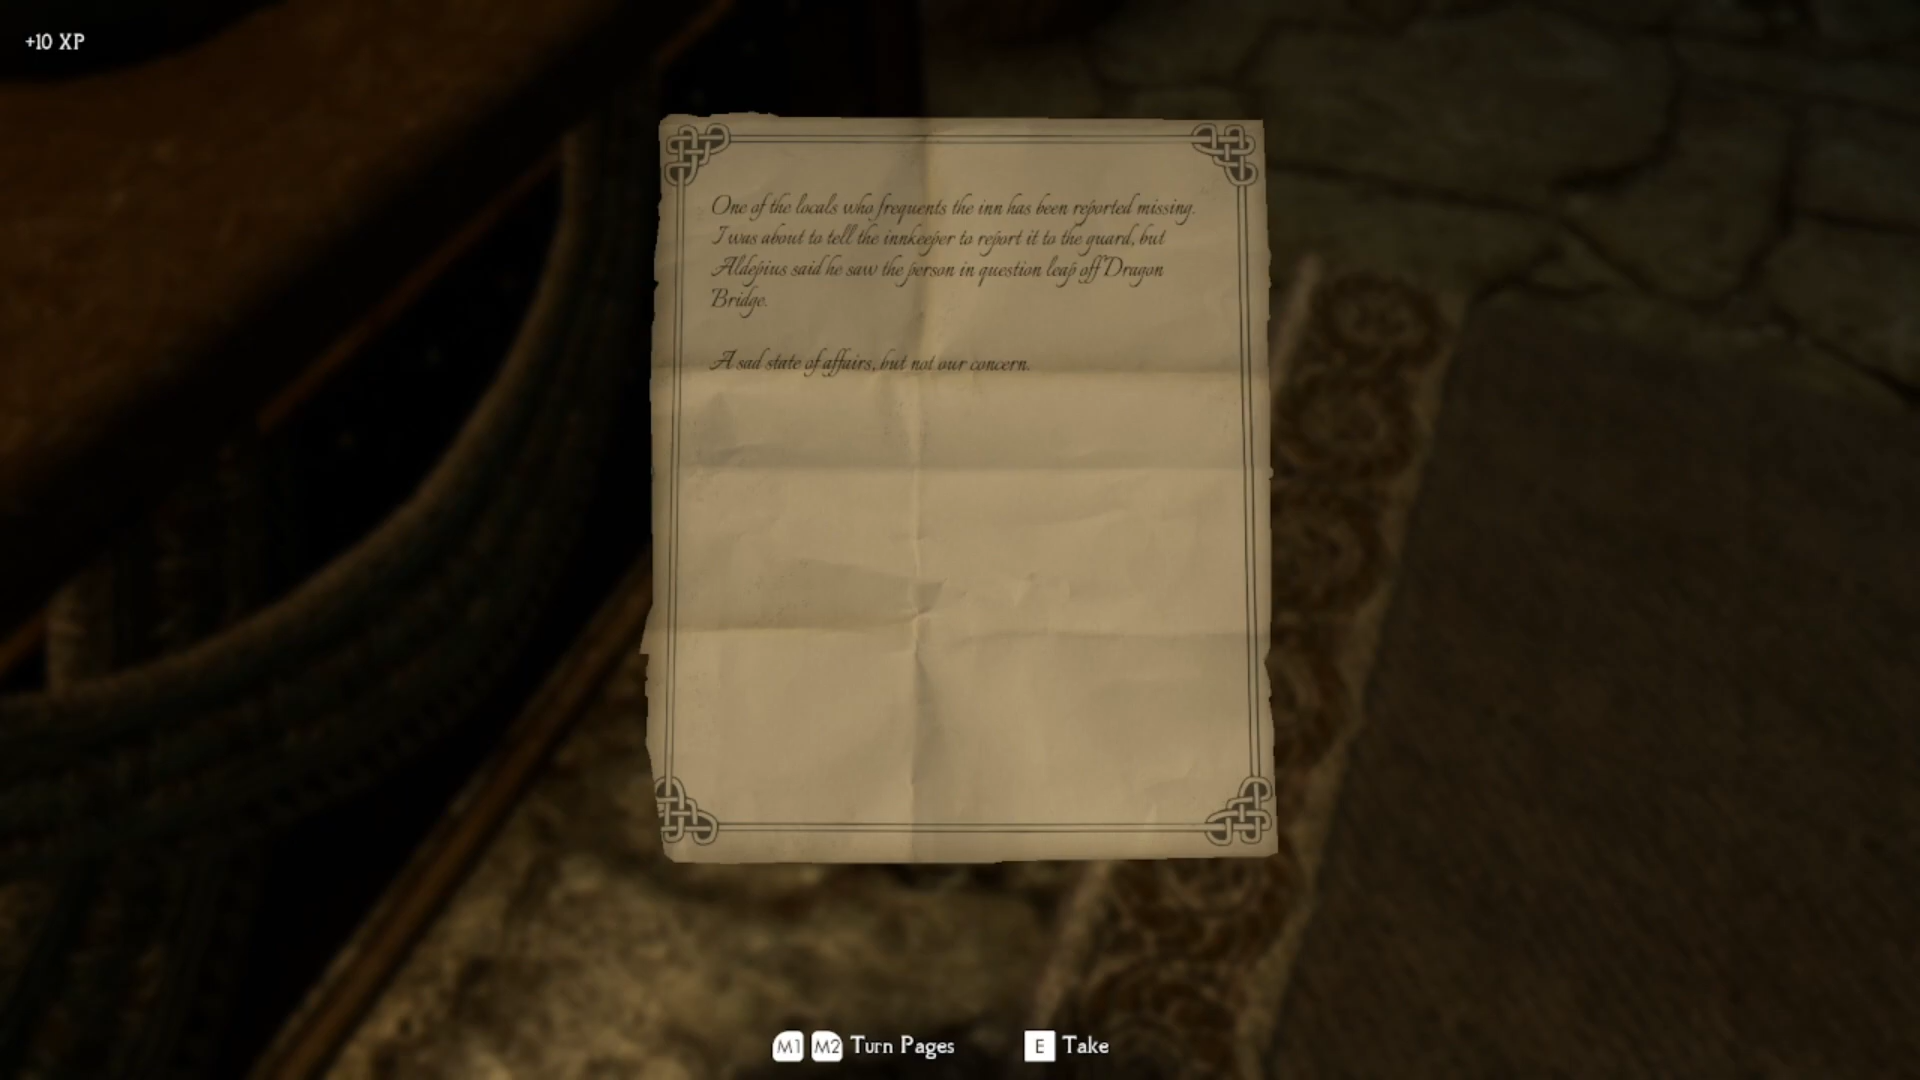 +10 XP
One of the locals who frequents the inn has been reported missing.
I was about to tell the innkeeper to report it to the guard, but
Aldepius said he saw the person in question leap off Dragon
Bridge.
A sad state of affairs, but not our concern.
M1 M2 Turn Pages E Take